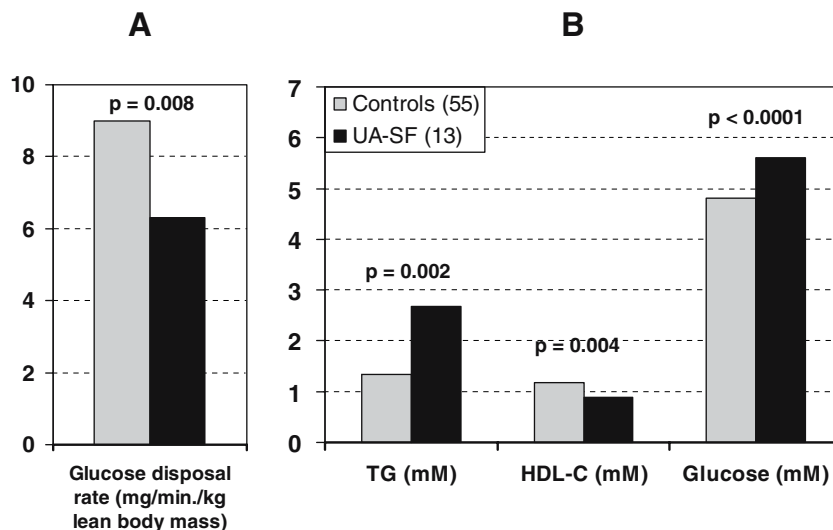 A
10
8
6
4
2
0
p = 0.008
Glucose disposal
rate (mg/min./kg
lean body mass)
B
7
6
5
4
3
2
1
0
Controls (55)
UA-SF (13)
p = 0.002
p = 0.004
p < 0.0001
TG (mM)
HDL-C (mM)
Glucose (mM)